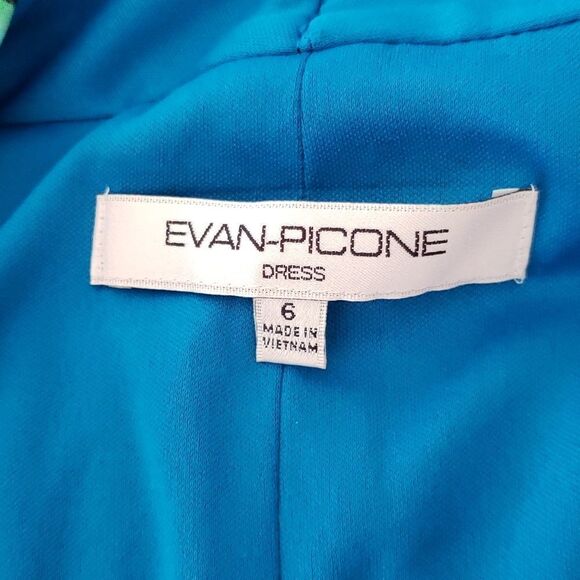 EVAN-PICONE
DRESS
6
MADE IN
VIETNAM